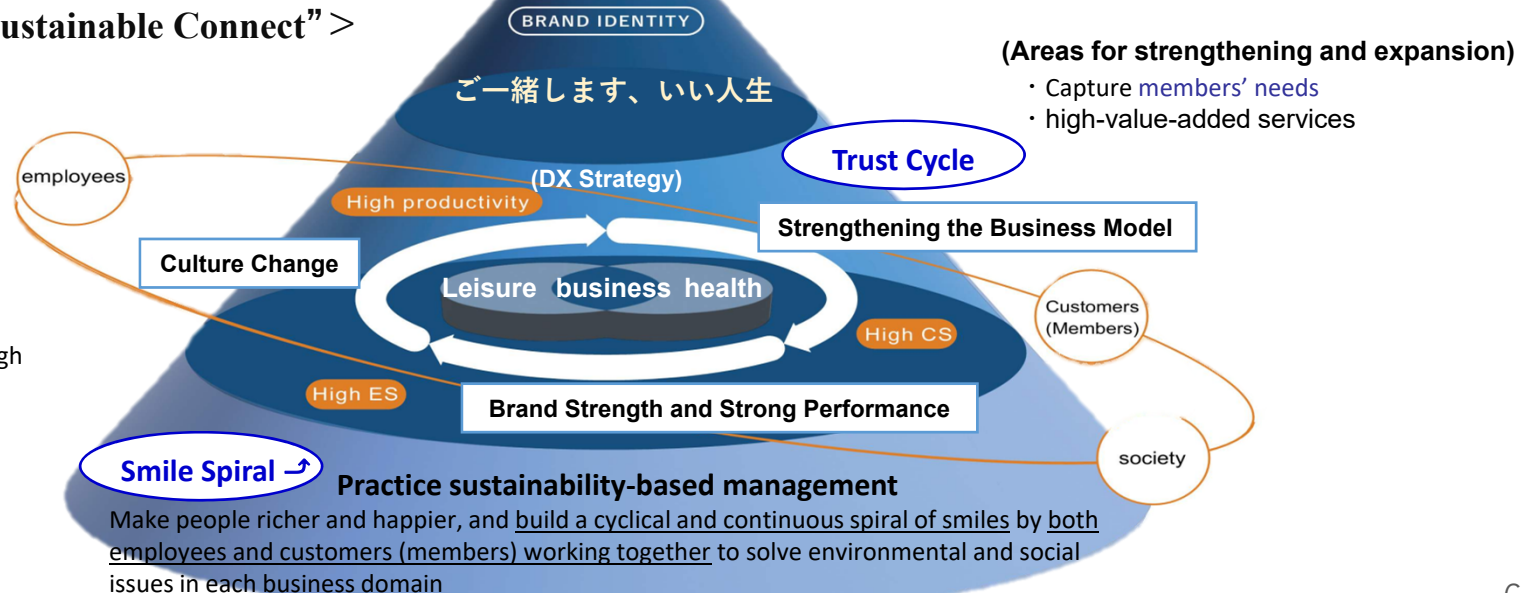 ustainable Connect” >
BRAND IDENTITY
(Areas for strengthening and expansion)
ご一緒します、いい人生
・Capture members’ needs
・high-value-added services
employees
Trust Cycle
(DX Strategy)
High productivity
Strengthening the Business Model
Culture Change
Leisure business health
Customers
(Members)
High CS
gh
High ES
Brand Strength and Strong Performance
society
Smile Spiral
Practice sustainability-based management
Make people richer and happier, and build a cyclical and continuous spiral of smiles by both
employees and customers (members) working together to solve environmental and social
issues in each business domain